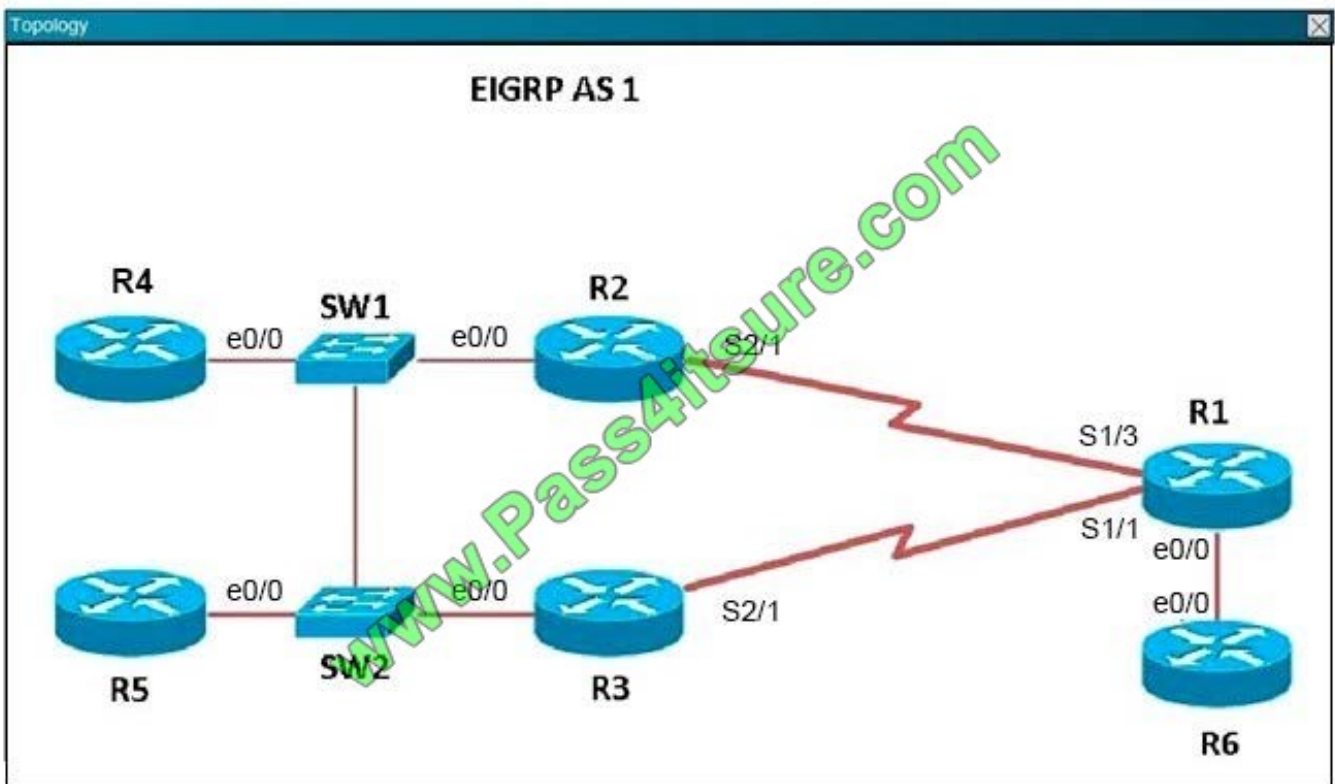 Topology
EIGRP AS 1
R4
SW1
R2
e0/0
e0/0
S2/1
R1
S1/3
S1/1
e0/0
e0/0
e0/0
e0/0
S2/1
R5
SW2
R3
R6
www.Pass4itsure.com